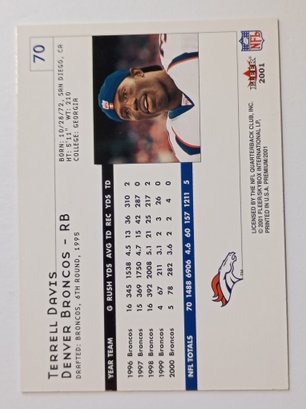 70
TERRELL DAVIS
DENVER BRONCOS - RB
DRAFTED: BRONCOS, 6TH ROUND, 1995
BORN: 10/28/72, SAN DIEGO, CA
HT: 5'11" WT: 210
COLLEGE: GEORGIA
YEAR TEAM G RUSH YDS AVG TD REC YDS TD
1996 Broncos 16 345 1538 4.5 13 36 310 2
1997 Broncos 15 369 1750 4.7 15 42 287 0
1998 Broncos 16 392 2008 5.1 21 25 217 2
1999 Broncos 4 67 211 3.1 2 3 26 0
2000 Broncos 5 78 282 3.6 2 2 4 0
NFL TOTALS 70 1488 6906 4.6 60 157 1211 5
NFL
FLEER
2001
LICENSED BY THE NFL QUARTERBACK CLUB, INC.
© 2001 FLEER/SKYBOX INTERNATIONAL LP,
PRINTED IN U.S.A. PREMIUM2001
TM